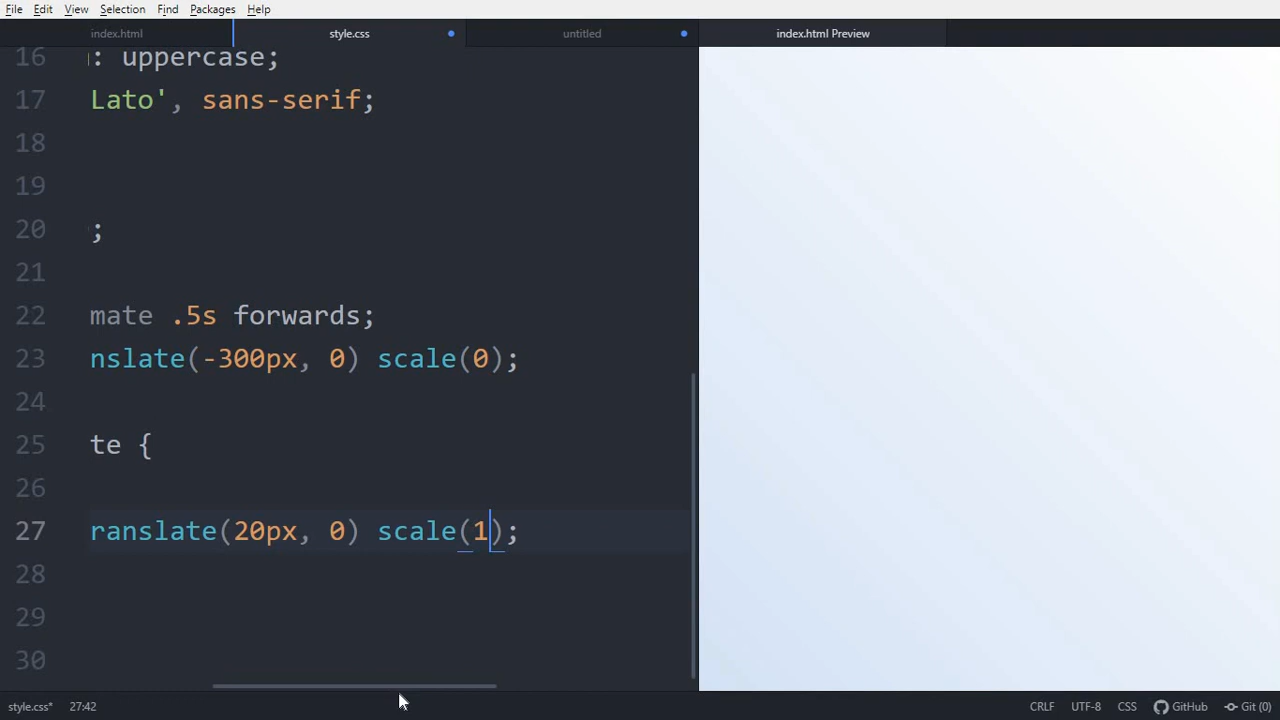 File Edit View Selection Find Packages Help
index.html style.css untitled index.html Preview
16 : uppercase;
17 Lato', sans-serif;
18
19
20 ;
21
22 mate .5s forwards;
23 nslate(-300px, 0) scale(0);
24
25 te {
26
27 ranslate(20px, 0) scale(1);
28
29
30
style.css* 27:42 CRLF UTF-8 CSS GitHub Git (0)